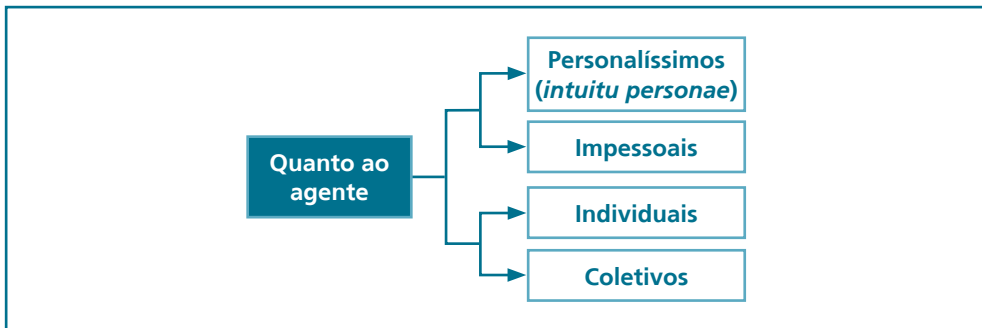 Quanto ao
agente
Personalíssimos
(intuitu personae)
Impessoais
Individuais
Coletivos